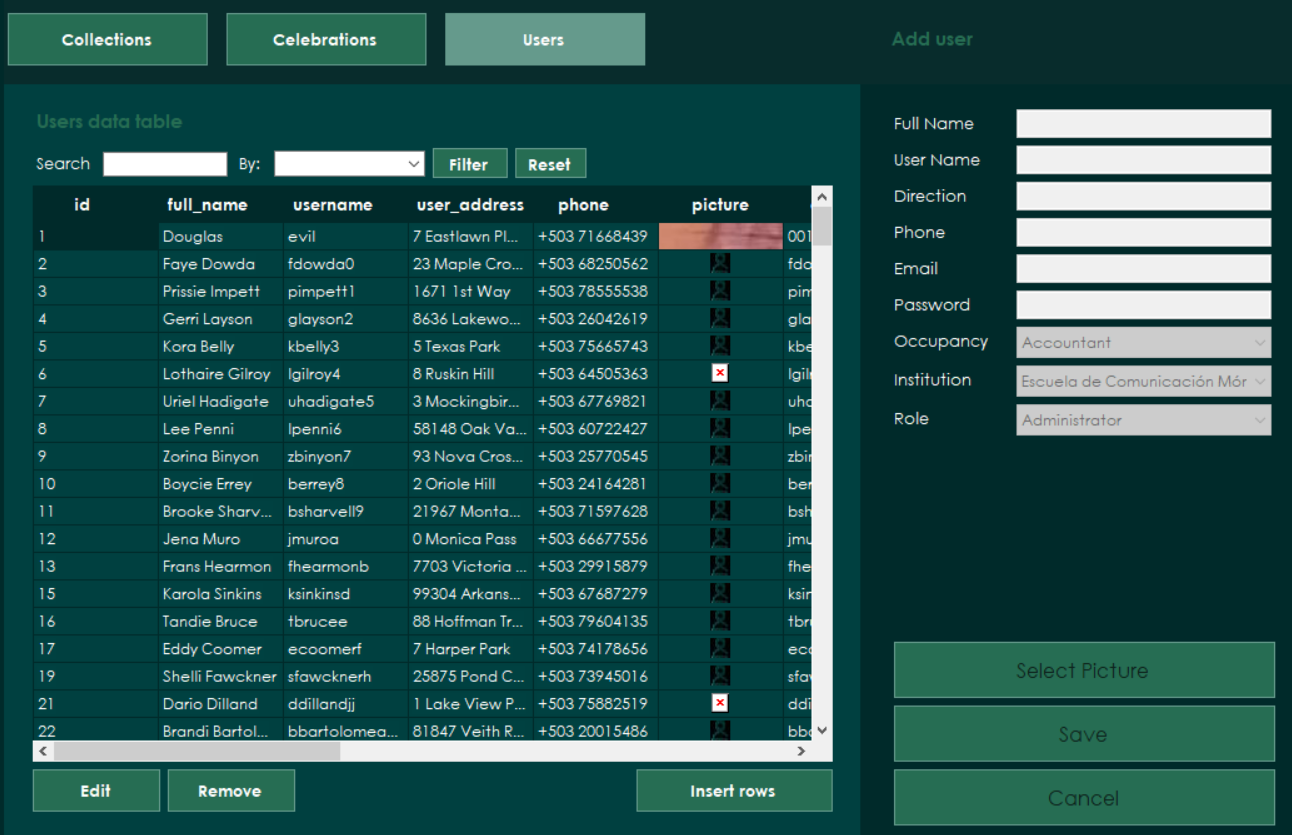 Collections Celebrations Users
Add user
Users data table
Search By: Filter Reset
id full_name username user_address phone picture
1 Douglas evil 7 Eastlawn Pl... +503 71668439 001
2 Faye Dowda fdowda0 23 Maple Cro... +503 68250562 fdo
3 Prissie Impett pimpett1 1671 1st Way +503 78555538 pim
4 Gerri Layson glayson2 8636 Lakewo... +503 26042619 gla
5 Kora Belly kbelly3 5 Texas Park +503 75665743 kbe
6 Lothaire Gilroy lgilroy4 8 Ruskin Hill +503 64505363 lgilr
7 Uriel Hadigate uhadigate5 3 Mockingbir... +503 67769821 uha
8 Lee Penni lpenni6 58148 Oak Va... +503 60722427 lpe
9 Zorina Binyon zbinyon7 93 Nova Cros... +503 25770545 zbin
10 Boycie Errey berrey8 2 Oriole Hill +503 24164281 ber
11 Brooke Sharv... bsharvell9 21967 Monta... +503 71597628 bsh
12 Jena Muro jmuroa 0 Monica Pass +503 66677556 jmu
13 Frans Hearmon fhearmonb 7703 Victoria ... +503 29915879 fhe
15 Karola Sinkins ksinkinsd 99304 Arkans... +503 67687279 ksin
16 Tandie Bruce tbrucee 88 Hoffman Tr... +503 79604135 tbru
17 Eddy Coomer ecoomerf 7 Harper Park +503 74178656 eco
19 Shelli Fawckner sfawcknerh 25875 Pond C... +503 73945016 sfaw
21 Dario Dilland ddillandjj 1 Lake View P... +503 75882519 ddi
22 Brandi Bartol... bbartolomea... 81847 Veith R... +503 20015486 bba
Edit Remove Insert rows
Full Name
User Name
Direction
Phone
Email
Password
Occupancy Accountant
Institution Escuela de Comunicación Mór
Role Administrator
Select Picture
Save
Cancel